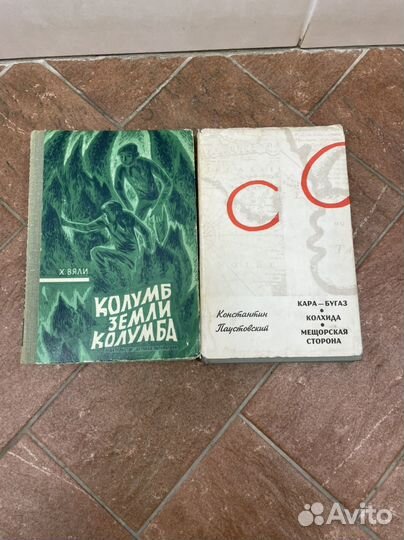 Х. ВЯЛИ
КОЛУМБ
ЗЕМЛИ
КОЛУМБА
С С
Константин
Паустовский
КАРА—БУГАЗ
•
КОЛХИДА
•
МЕЩОРСКАЯ
СТОРОНА
Avito